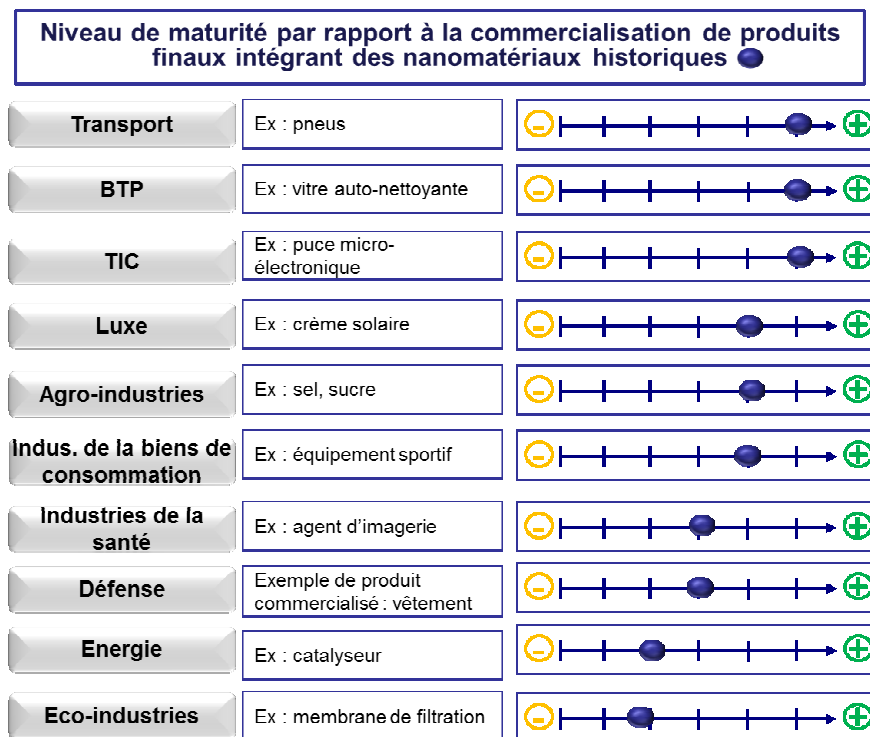 Niveau de maturité par rapport à la commercialisation de produits
finaux intégrant des nanomatériaux historiques
Transport
Ex : pneus
BTP
Ex : vitre auto-nettoyante
TIC
Ex : puce micro-
électronique
Luxe
Ex : crème solaire
Agro-industries
Ex : sel, sucre
Indus. de la biens de
consommation
Ex : équipement sportif
Industries de la
santé
Ex : agent d’imagerie
Défense
Exemple de produit
commercialisé : vêtement
Energie
Ex : catalyseur
Eco-industries
Ex : membrane de filtration